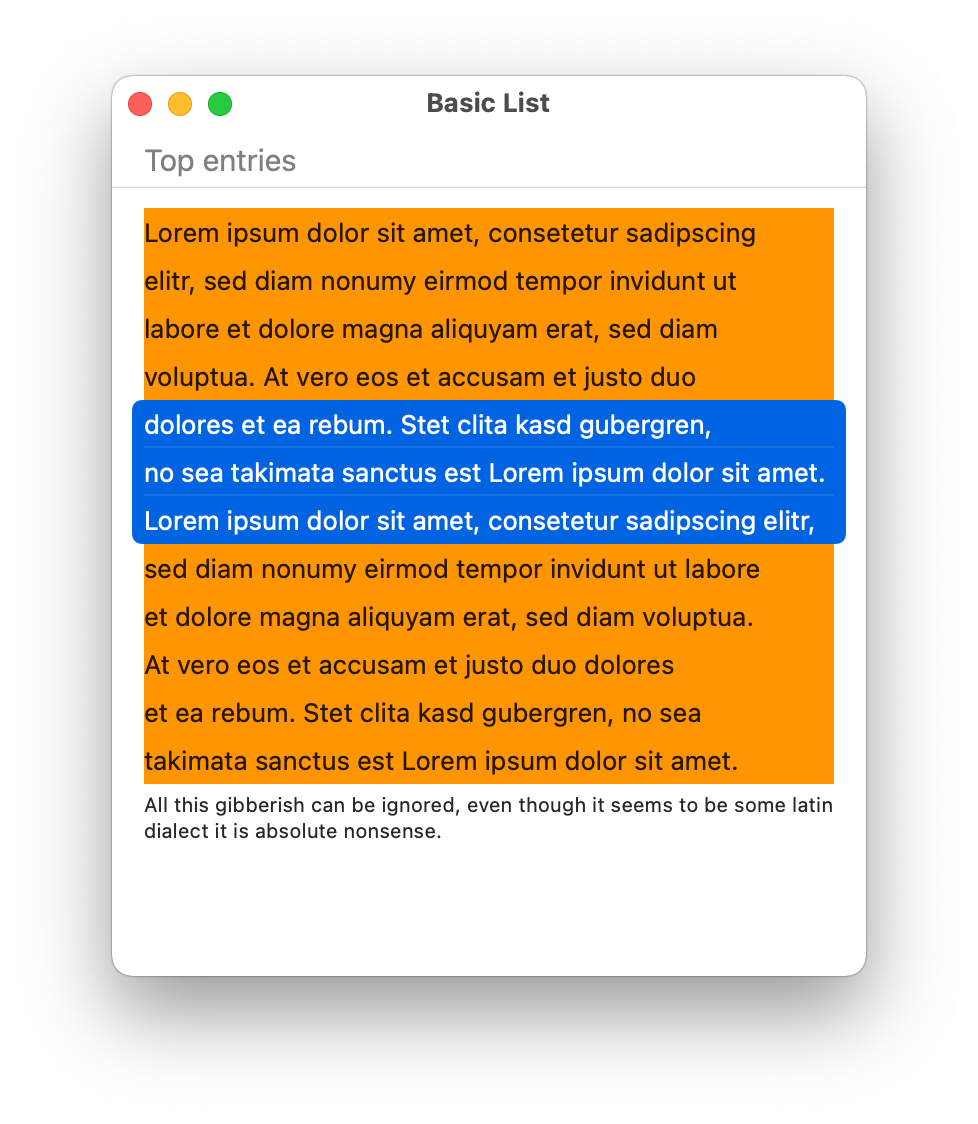 Basic List
Top entries
Lorem ipsum dolor sit amet, consetetur sadipscing
elitr, sed diam nonumy eirmod tempor invidunt ut
labore et dolore magna aliquyam erat, sed diam
voluptua. At vero eos et accusam et justo duo
dolores et ea rebum. Stet clita kasd gubergren,
no sea takimata sanctus est Lorem ipsum dolor sit amet.
Lorem ipsum dolor sit amet, consetetur sadipscing elitr,
sed diam nonumy eirmod tempor invidunt ut labore
et dolore magna aliquyam erat, sed diam voluptua.
At vero eos et accusam et justo duo dolores
et ea rebum. Stet clita kasd gubergren, no sea
takimata sanctus est Lorem ipsum dolor sit amet.
All this gibberish can be ignored, even though it seems to be some latin
dialect it is absolute nonsense.